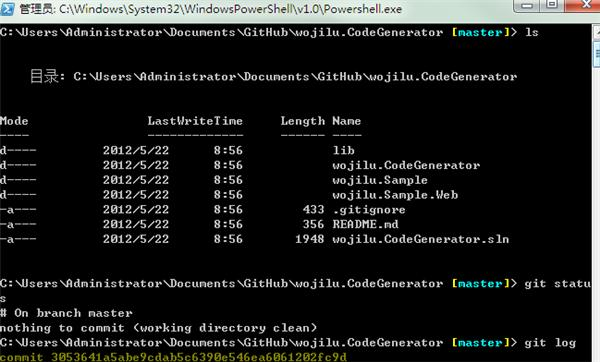 管理员: C:\Windows\System32\WindowsPowerShell\v1.0\Powershell.exe
C:\Users\Administrator\Documents\GitHub\wojilu.CodeGenerator [master]> ls
目录: C:\Users\Administrator\Documents\GitHub\wojilu.CodeGenerator
Mode LastWriteTime Length Name
---- ------------- ------ ----
d---- 2012/5/22 8:56 lib
d---- 2012/5/22 8:56 wojilu.CodeGenerator
d---- 2012/5/22 8:56 wojilu.Sample
d---- 2012/5/22 8:56 wojilu.Sample.Web
-a--- 2012/5/22 8:56 433 .gitignore
-a--- 2012/5/22 8:56 356 README.md
-a--- 2012/5/22 8:56 1948 wojilu.CodeGenerator.sln
C:\Users\Administrator\Documents\GitHub\wojilu.CodeGenerator [master]> git statu
s
# On branch master
nothing to commit (working directory clean)
C:\Users\Administrator\Documents\GitHub\wojilu.CodeGenerator [master]> git log
commit 3053641a5abe9cdab5c6390e546ea6061202fc9d